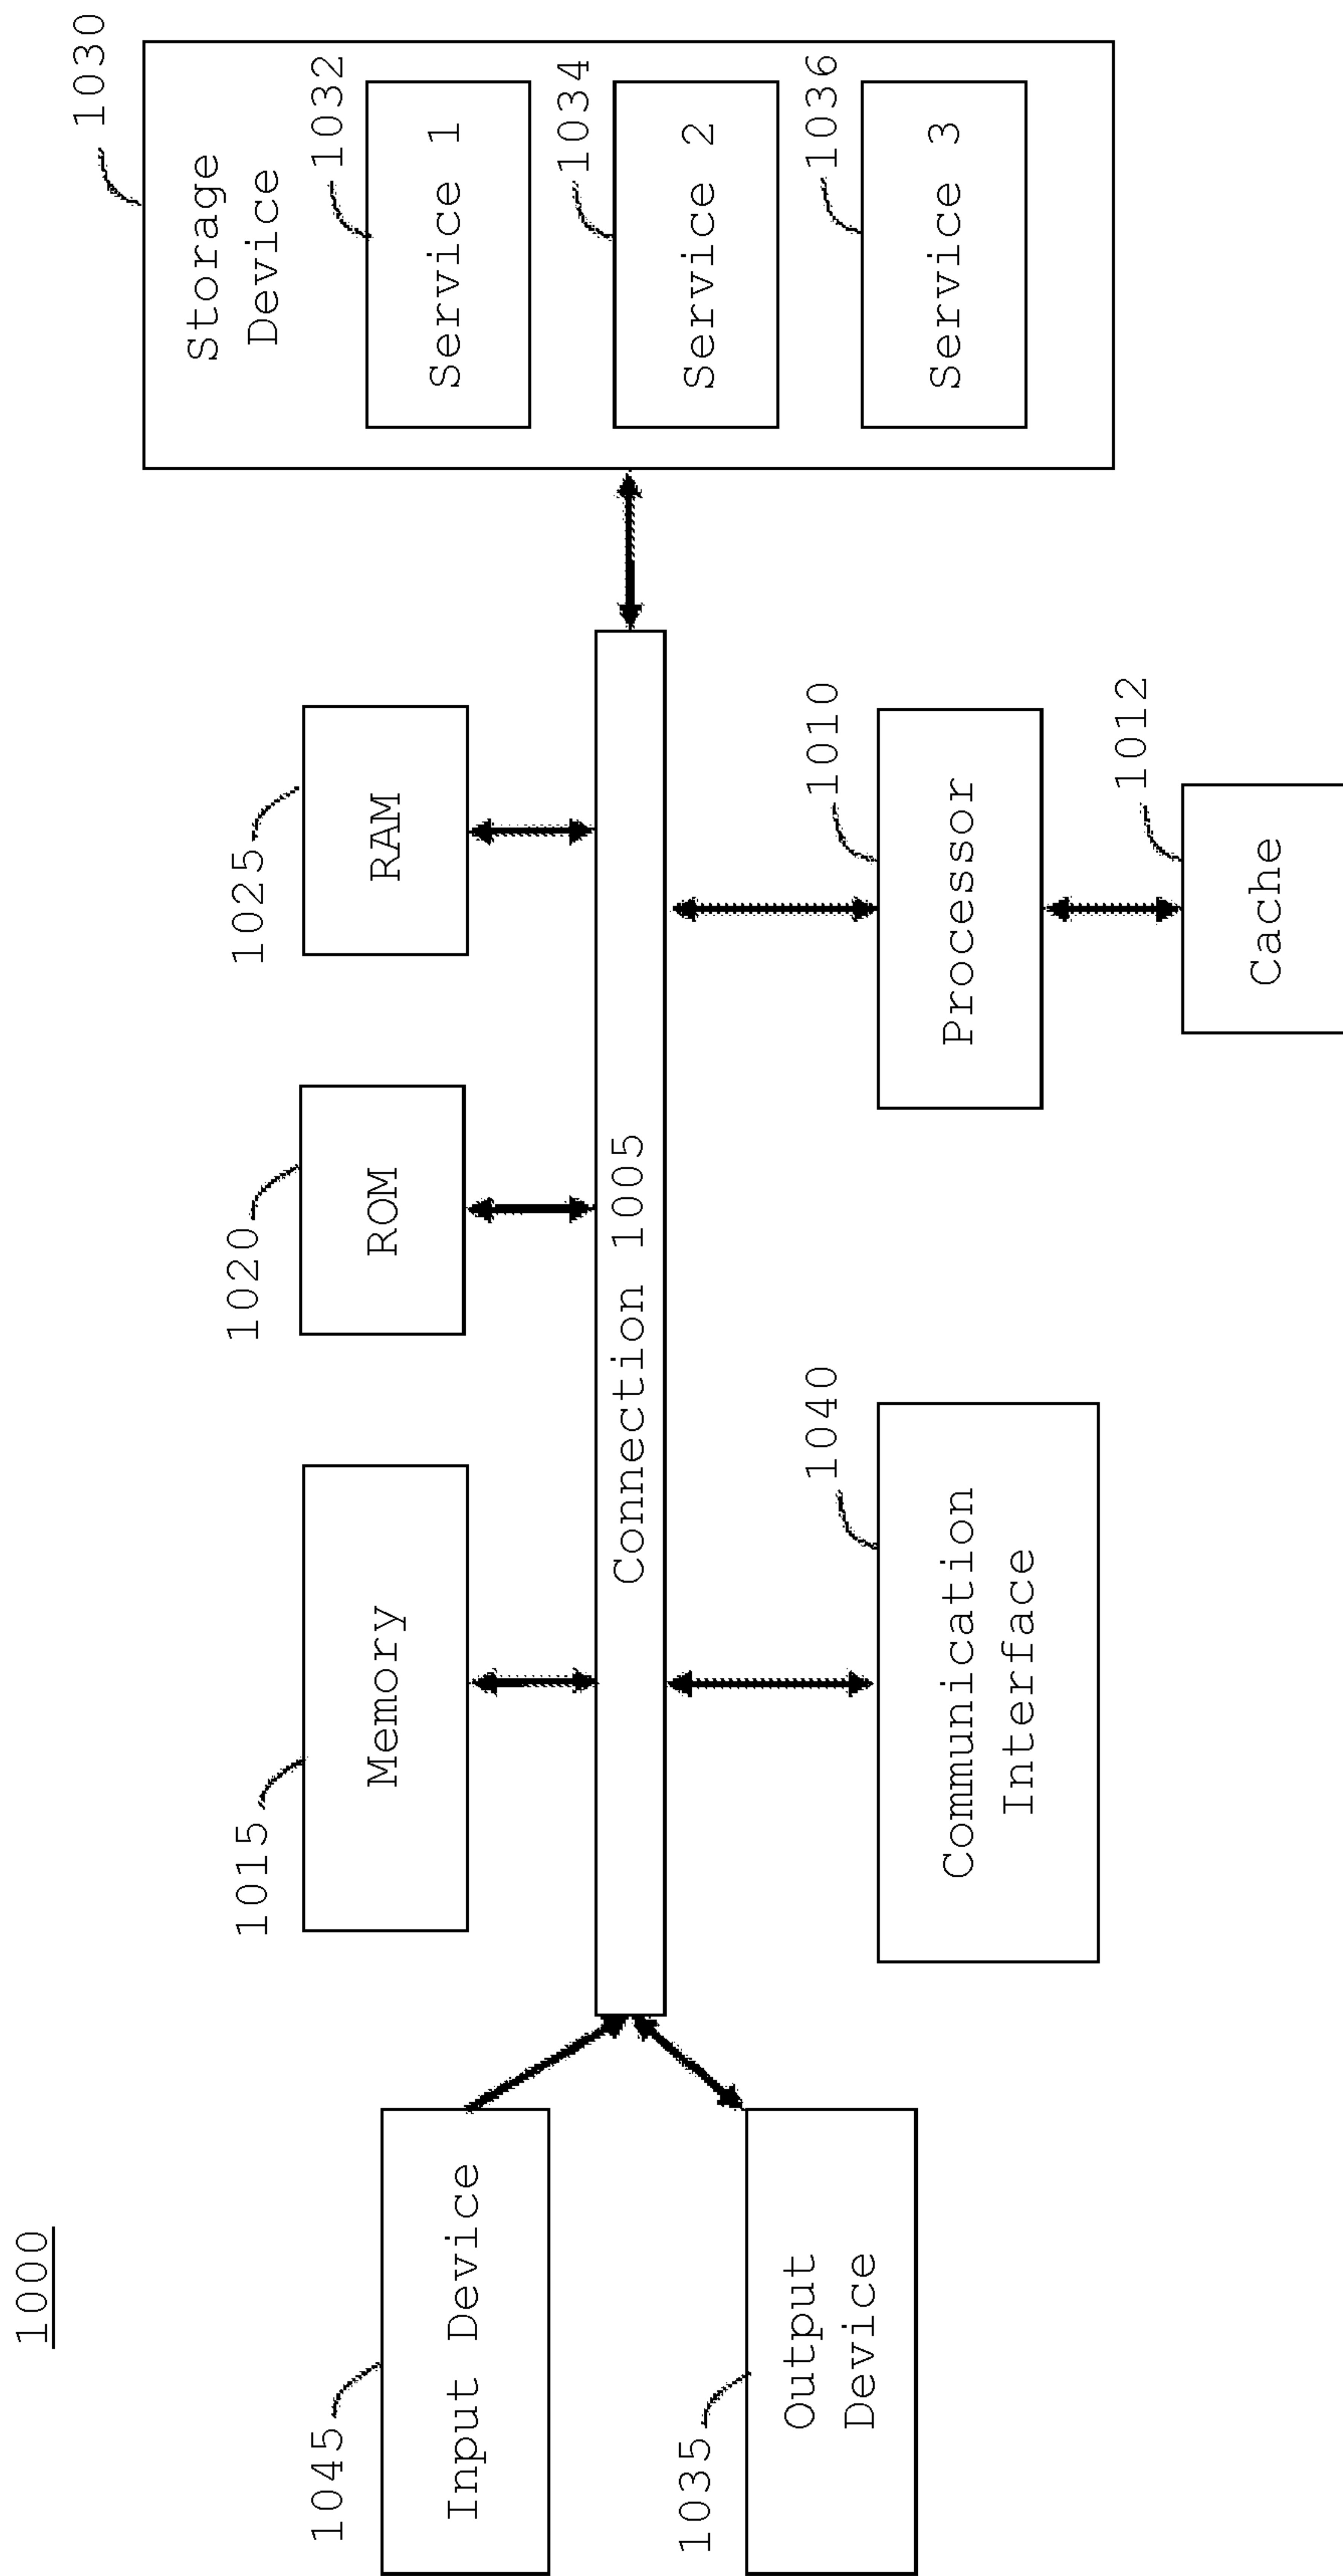 1000
1045
Input Device
1035
Output
Device
1015
Memory
1020
ROM
1025
RAM
Connection 1005
1040
Communication
Interface
1010
Processor
1012
Cache
1030
Storage
Device
1032
Service 1
1034
Service 2
1036
Service 3